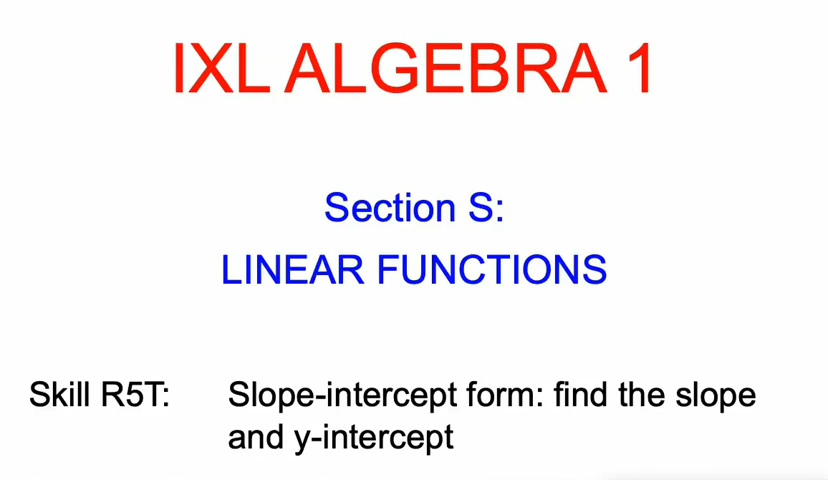 IXL ALGEBRA 1
Section S:
LINEAR FUNCTIONS
Skill R5T: Slope-intercept form: find the slope
and y-intercept